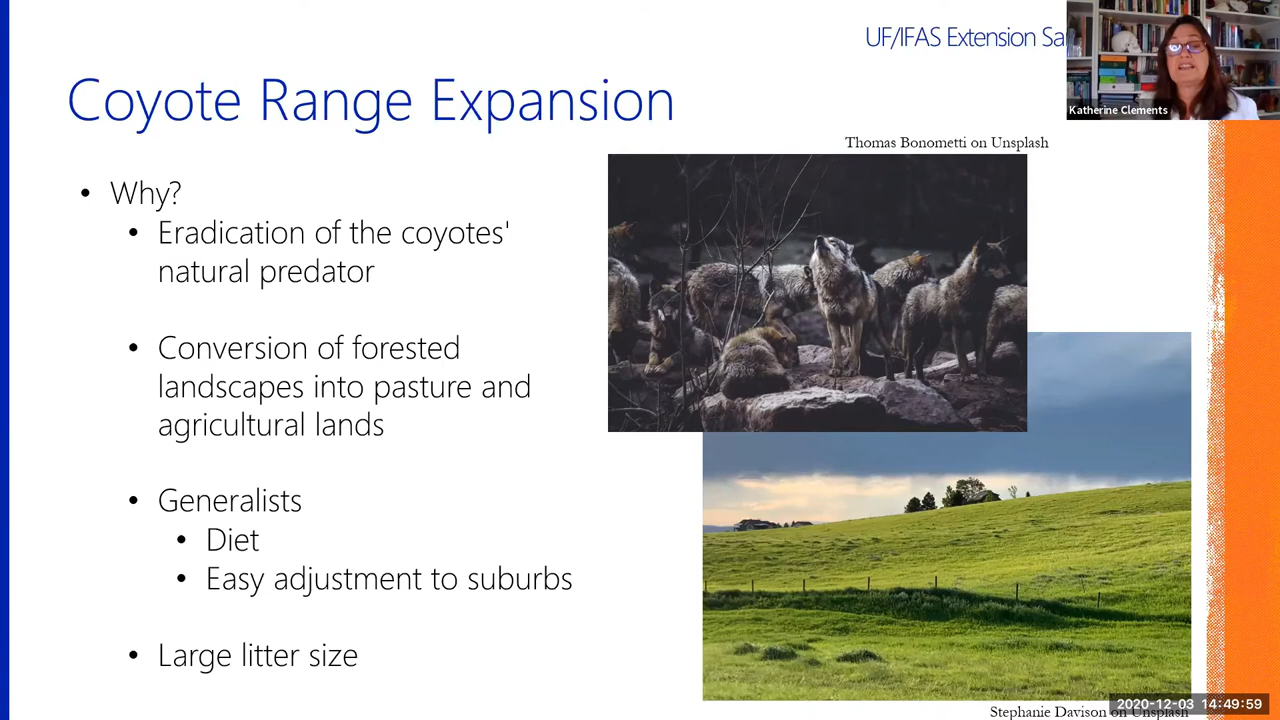 UF/IFAS Extension
Katherine Clements
Coyote Range Expansion
Thomas Bonometti on Unsplash
• Why?
• Eradication of the coyotes'
natural predator
• Conversion of forested
landscapes into pasture and
agricultural lands
• Generalists
• Diet
• Easy adjustment to suburbs
• Large litter size
2020-12-03 14:49:59
Stephanie Davison on Unsplash